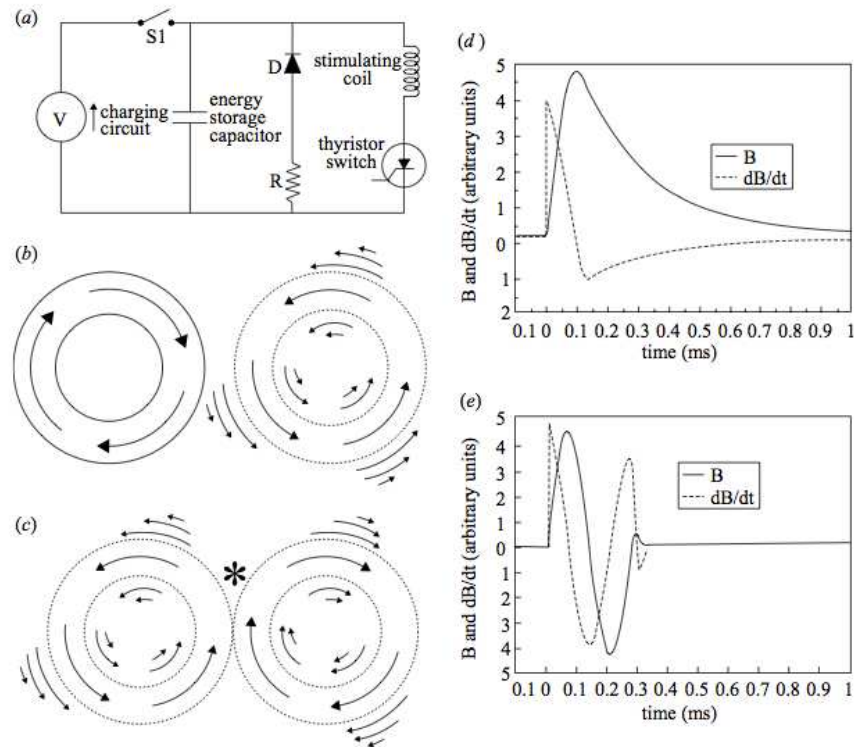 (a)
S1
V
charging
circuit
energy
storage
capacitor
D
R
stimulating
coil
thyristor
switch
(b)
(c)
*
(d)
B and dB/dt (arbitrary units)
5
4
3
2
1
0
1
2
B
dB/dt
0.1 0 0.1 0.2 0.3 0.4 0.5 0.6 0.7 0.8 0.9 1
time (ms)
(e)
B and dB/dt (arbitrary units)
5
4
3
2
1
0
1
2
3
4
5
B
dB/dt
0.1 0 0.1 0.2 0.3 0.4 0.5 0.6 0.7 0.8 0.9 1
time (ms)